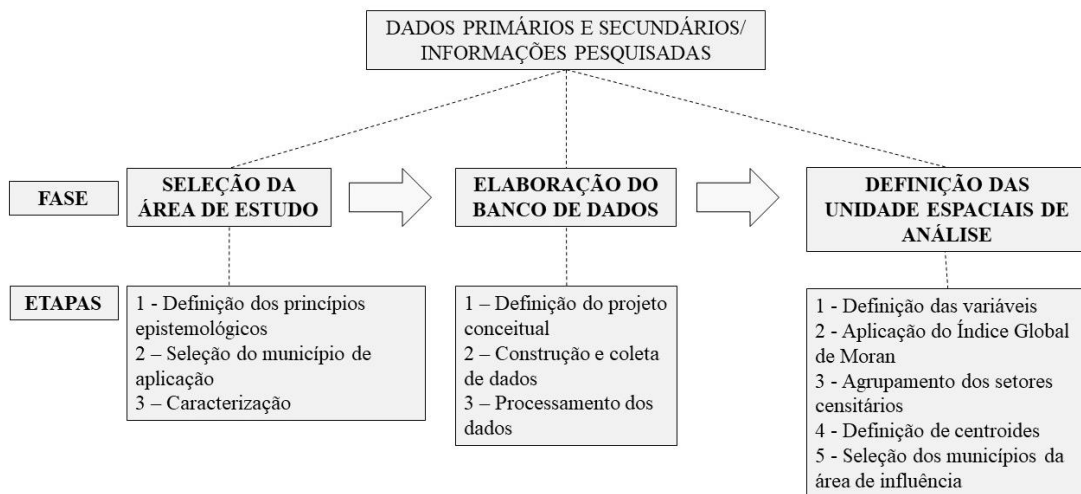 DADOS PRIMÁRIOS E SECUNDÁRIOS/
INFORMAÇÕES PESQUISADAS
FASE
SELEÇÃO DA
ÁREA DE ESTUDO
ELABORAÇÃO DO
BANCO DE DADOS
DEFINIÇÃO DAS
UNIDADE ESPACIAIS DE
ANÁLISE
ETAPAS
1 - Definição dos princípios
epistemológicos
2 – Seleção do município de
aplicação
3 – Caracterização
1 – Definição do projeto
conceitual
2 – Construção e coleta
de dados
3 – Processamento dos
dados
1 - Definição das variáveis
2 - Aplicação do Índice Global
de Moran
3 - Agrupamento dos setores
censitários
4 - Definição de centroides
5 - Seleção dos municípios da
área de influência